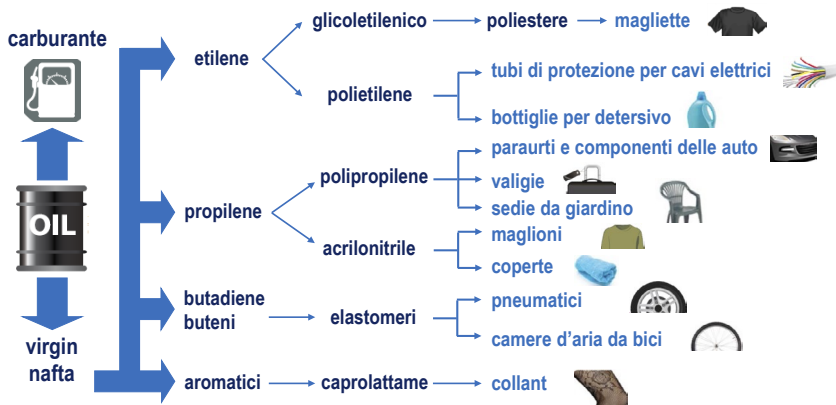 carburante
OIL
virgin
nafta
etilene
glicoletilenico
poliestere
magliette
polietilene
tubi di protezione per cavi elettrici
bottiglie per detersivo
propilene
polipropilene
paraurti e componenti delle auto
valigie
sedie da giardino
acrilonitrile
maglioni
coperte
butadiene
buteni
elastomeri
pneumatici
camere d'aria da bici
aromatici
caprolattame
collant